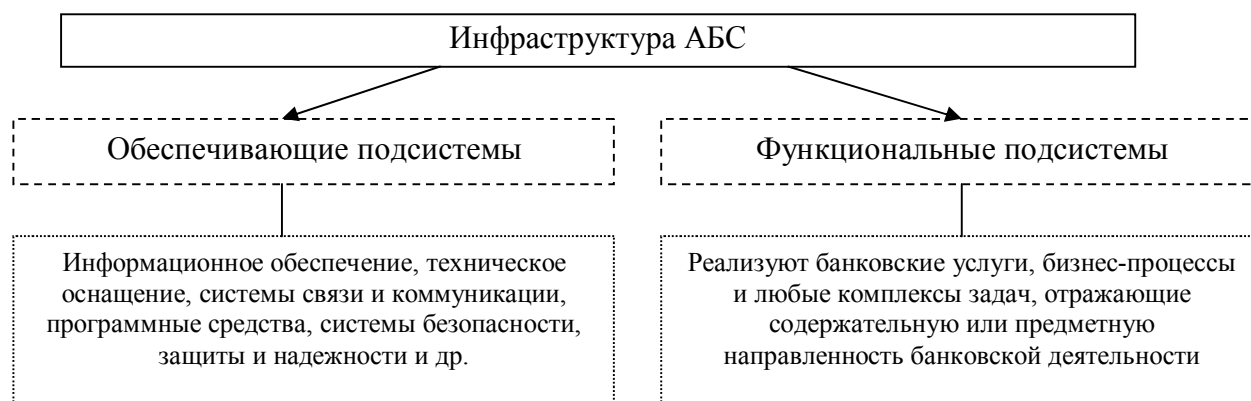 Инфраструктура АБС
Обеспечивающие подсистемы
Функциональные подсистемы
Информационное обеспечение, техническое
оснащение, системы связи и коммуникации,
программные средства, системы безопасности,
защиты и надежности и др.
Реализуют банковские услуги, бизнес-процессы
и любые комплексы задач, отражающие
содержательную или предметную
направленность банковской деятельности